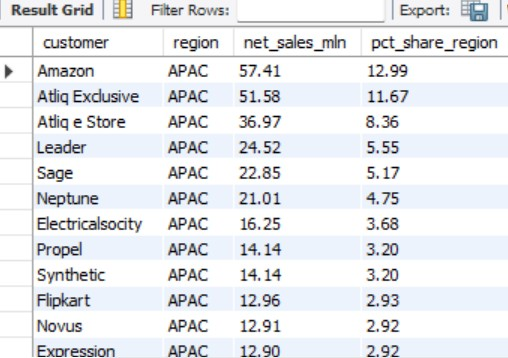 Result Grid Filter Rows: Export:
customer region net_sales_mln pct_share_region
Amazon APAC 57.41 12.99
Atliq Exclusive APAC 51.58 11.67
Atliq e Store APAC 36.97 8.36
Leader APAC 24.52 5.55
Sage APAC 22.85 5.17
Neptune APAC 21.01 4.75
Electricalsocity APAC 16.25 3.68
Propel APAC 14.14 3.20
Synthetic APAC 14.14 3.20
Flipkart APAC 12.96 2.93
Novus APAC 12.91 2.92
Expression APAC 12.90 2.92